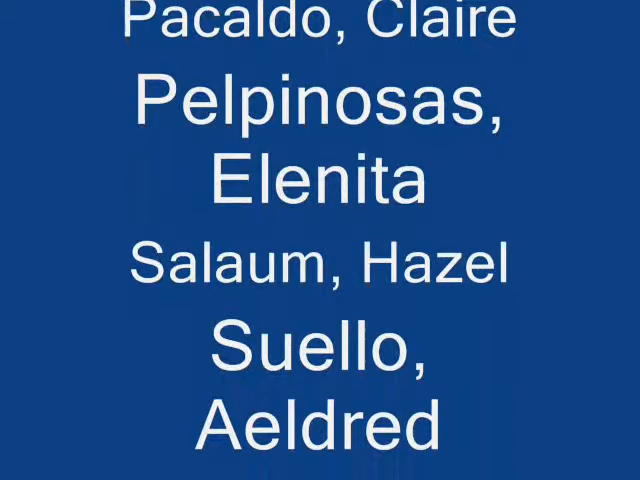 Pacaldo, Claire
Pelpinosas,
Elenita
Salaum, Hazel
Suello,
Aeldred